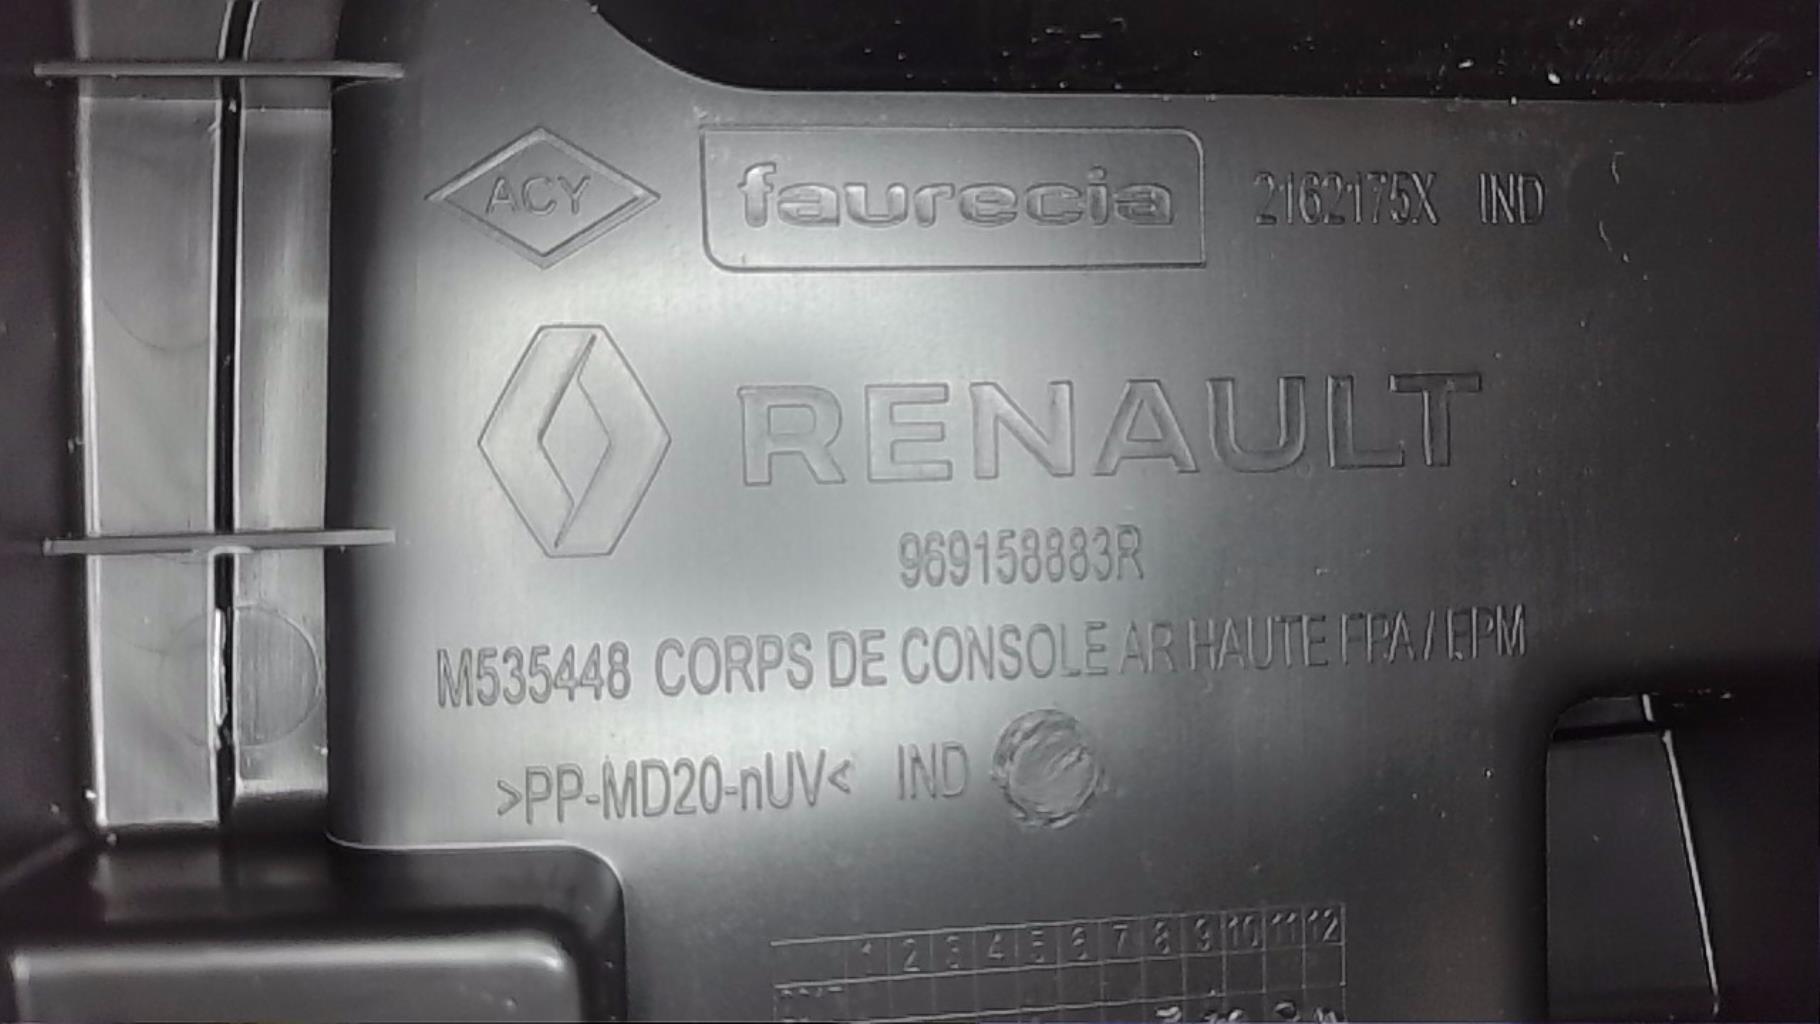 ACY faurecia 2162175X IND
RENAULT
969158883R
M535448 CORPS DE CONSOLE AR HAUTE FPA / EPM
>PP-MD20-nUV< IND
1 2 3 4 5 6 7 8 9 10 11 12